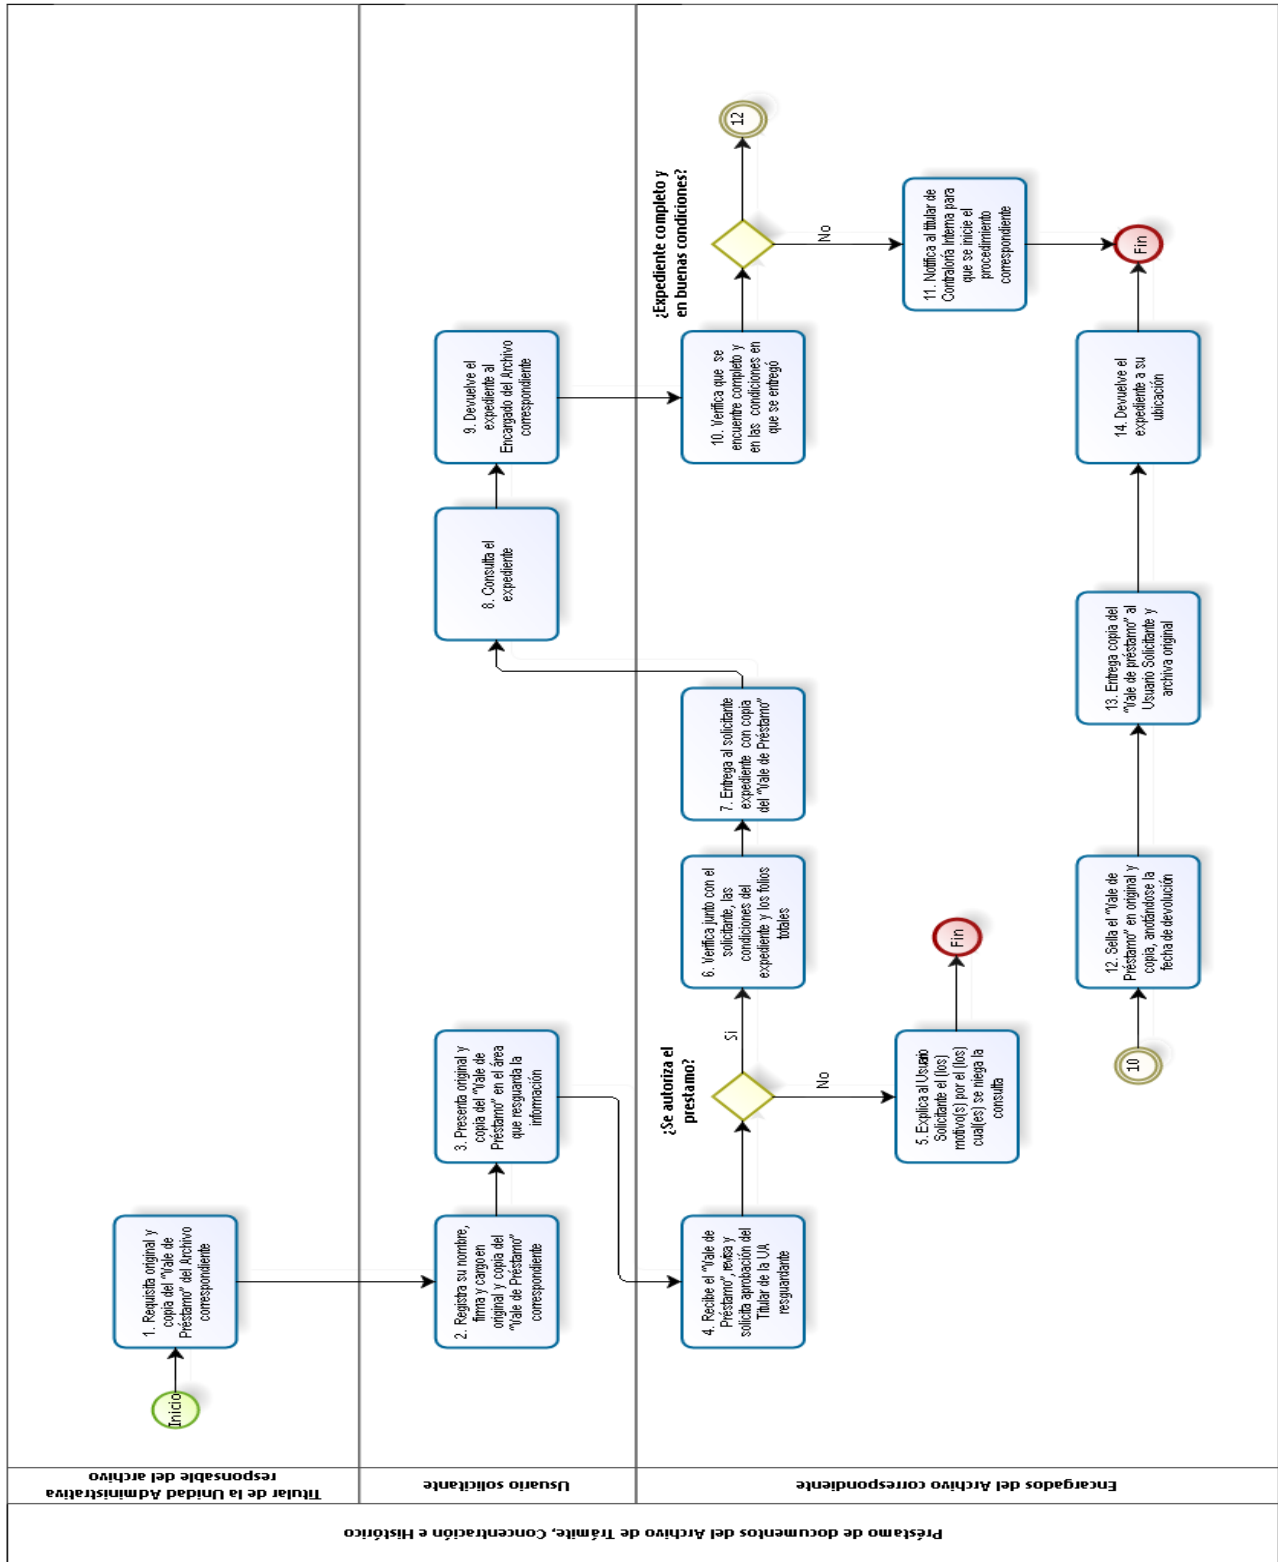 Préstamo de documentos del Archivo de Trámite, Concentración e Histórico
Titular de la Unidad Administrativa
responsable del archivo
Inicio
1. Requisita original y
copia del "Vale de
Préstamo" del Archivo
correspondiente
Usuario solicitante
2. Registra su nombre,
firma y cargo en
original y copia del
"Vale de Préstamo"
correspondiente
3. Presenta original y
copia del "Vale de
Préstamo" en el área
que resguarda la
información
8. Consulta el
expediente
9. Devuelve el
expediente al
Encargado del Archivo
correspondiente
Encargados del Archivo correspondiente
4. Recibe el "Vale de
Préstamo", revisa y
solicita aprobación del
Titular de la UA
resguardante
¿Se autoriza el
prestamo?
Si
No
5. Explica al Usuario
Solicitante el (los)
motivo(s) por el (los)
cual(es) se niega la
consulta
Fin
6. Verifica junto con el
solicitante, las
condiciones del
expediente y los folios
totales
7. Entrega al solicitante
expediente con copia
del "Vale de Préstamo"
10. Verifica que se
encuentre completo y
en las condiciones en
que se entregó
¿Expediente completo y
en buenas condiciones?
12
No
11. Notifica al titular de
Contraloría Interna para
que se inicie el
procedimiento
correspondiente
10
12. Sella el "Vale de
Préstamo" en original y
copia, anotándose la
fecha de devolución
13. Entrega copia del
"Vale de préstamo" al
Usuario Solicitante y
archiva original
14. Devuelve el
expediente a su
ubicación
Fin